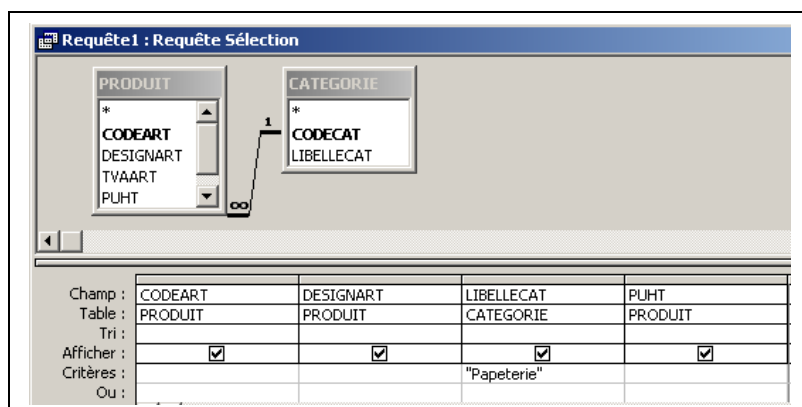 Requête1 : Requête Sélection
PRODUIT
*
CODEART
DESIGNART
TVAART
PUHT
1
∞
CATEGORIE
*
CODECAT
LIBELLECAT
Champ : CODEART DESIGNART LIBELLECAT PUHT
Table : PRODUIT PRODUIT CATEGORIE PRODUIT
Tri :
Afficher :
Critères : "Papeterie"
Ou :